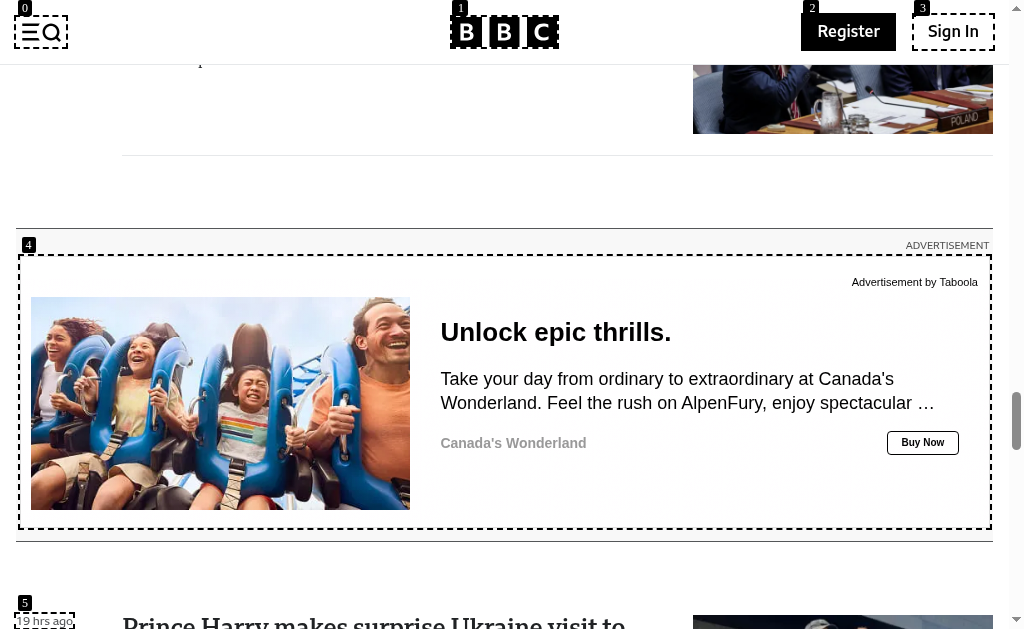 0
1
2
3
BBC
Register
Sign In
POLAND
4
ADVERTISEMENT
Advertisement by Taboola
Unlock epic thrills.
Take your day from ordinary to extraordinary at Canada's
Wonderland. Feel the rush on AlpenFury, enjoy spectacular …
Canada's Wonderland
Buy Now
5
19 hrs ago
Prince Harry makes surprise Ukraine visit to